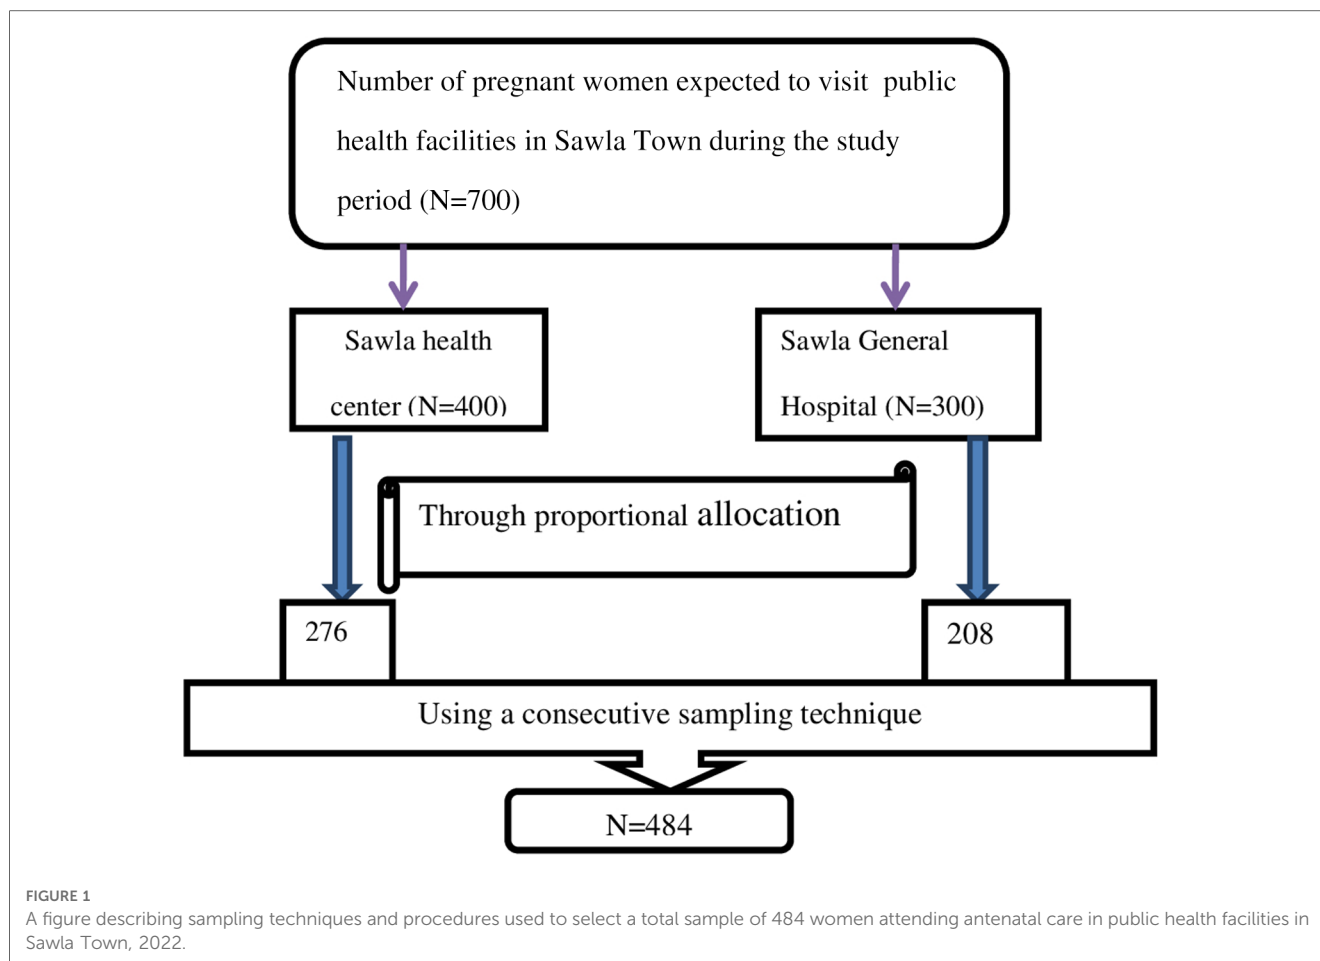 Number of pregnant women expected to visit public
health facilities in Sawla Town during the study
period (N=700)
Sawla health
center (N=400)
Sawla General
Hospital (N=300)
Through proportional allocation
276
208
Using a consecutive sampling technique
N=484
FIGURE 1
A figure describing sampling techniques and procedures used to select a total sample of 484 women attending antenatal care in public health facilities in
Sawla Town, 2022.